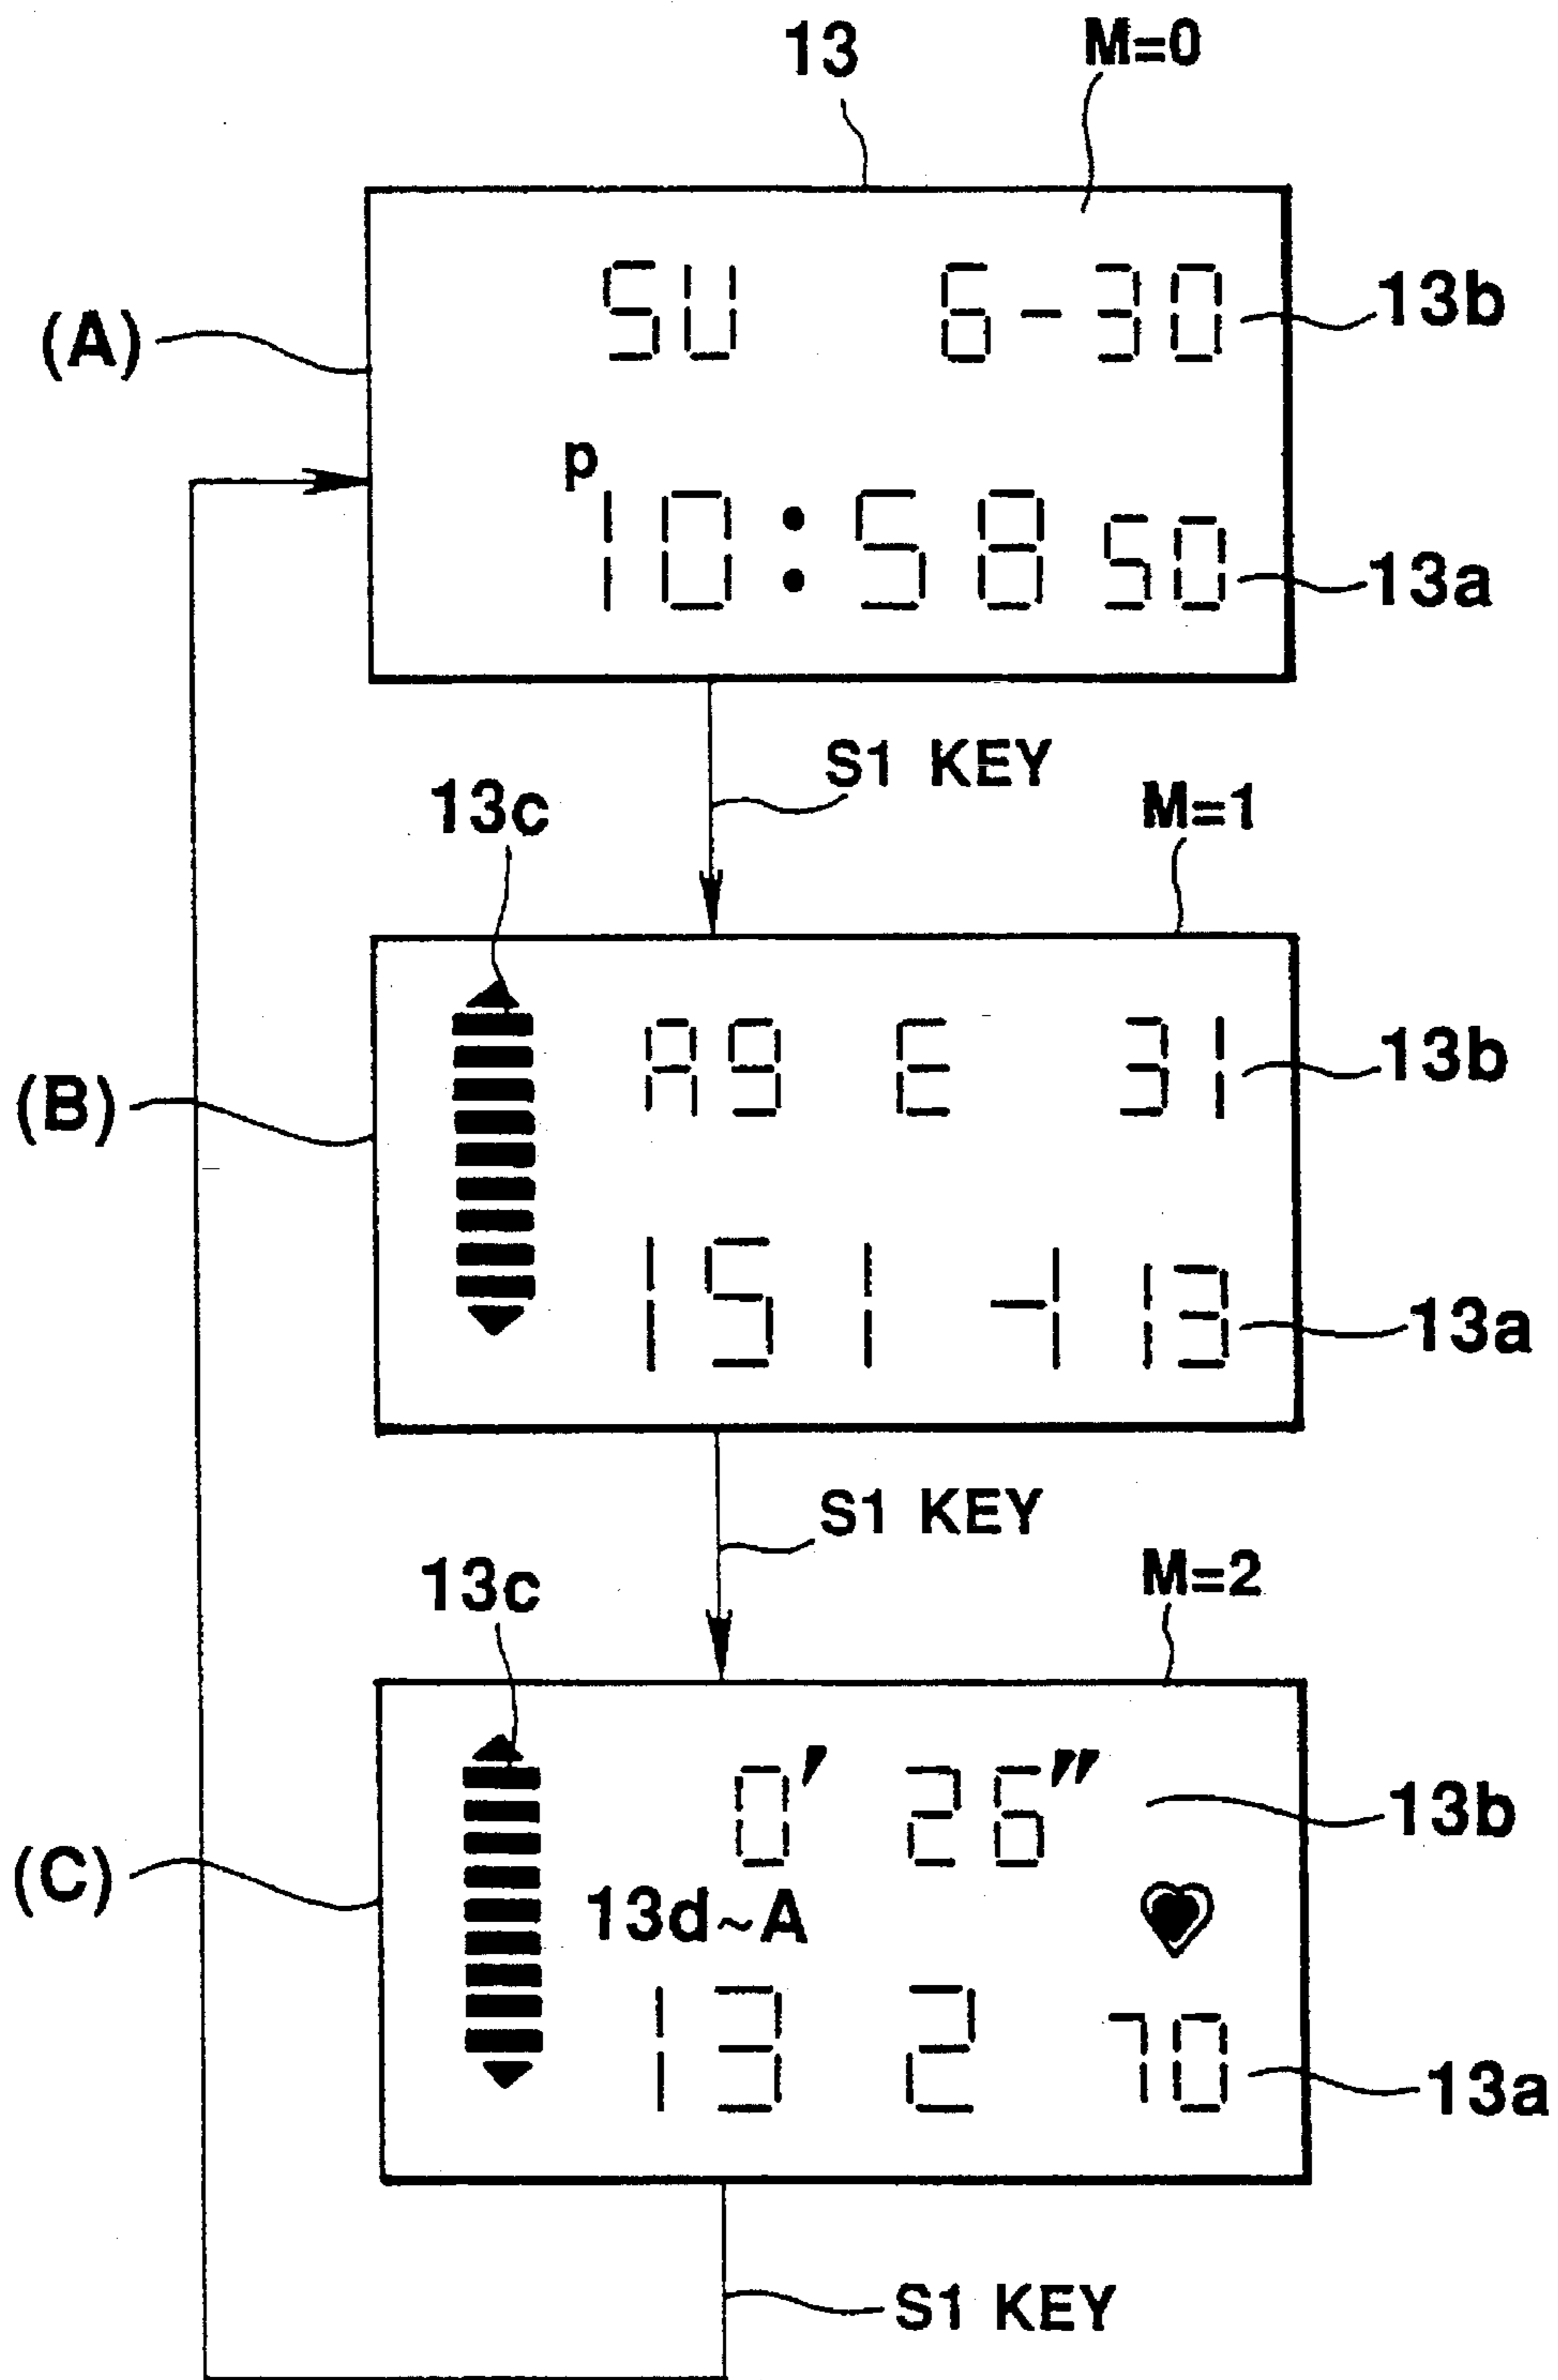 13 M=0
(A) SU 6-30 13b
P
10:58 50 13a
S1 KEY
13c M=1
(B) A9 E 31 13b
151 -1 13 13a
S1 KEY
13c M=2
(C) 0' 26" 13b
13d~A
13 2 70 13a
S1 KEY